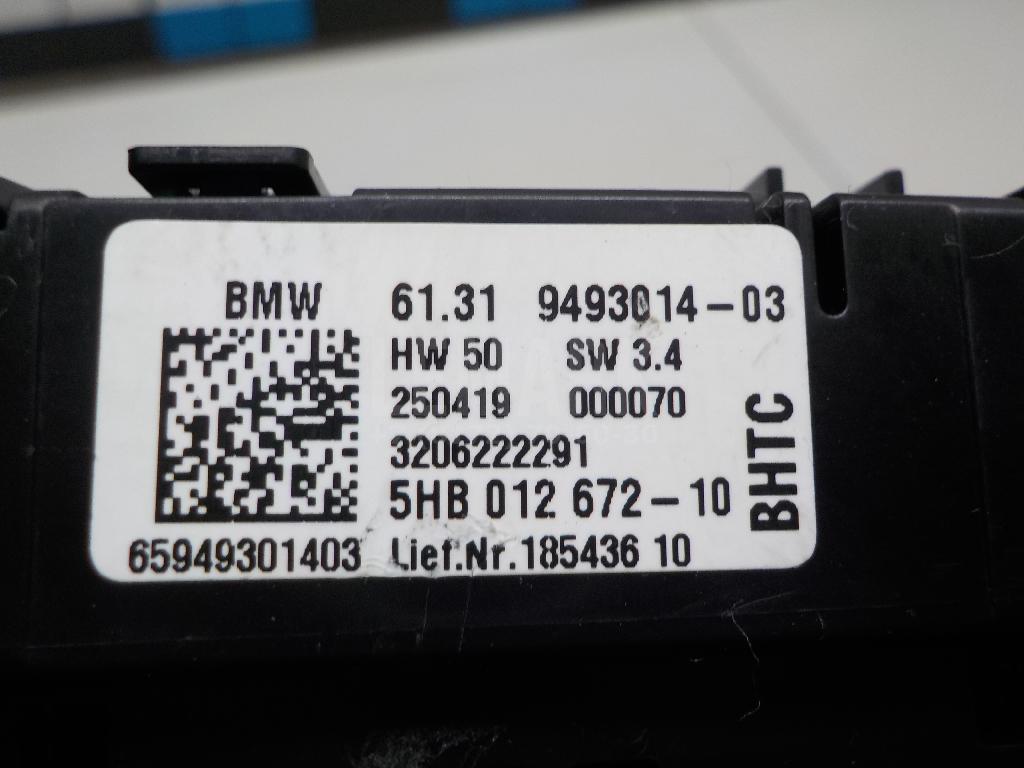 BMW 61.31 9493014-03
HW 50 SW 3.4
250419 000070
3206222291
5HB 012 672-10
65949301403 Lief.Nr.185436 10
BHTC